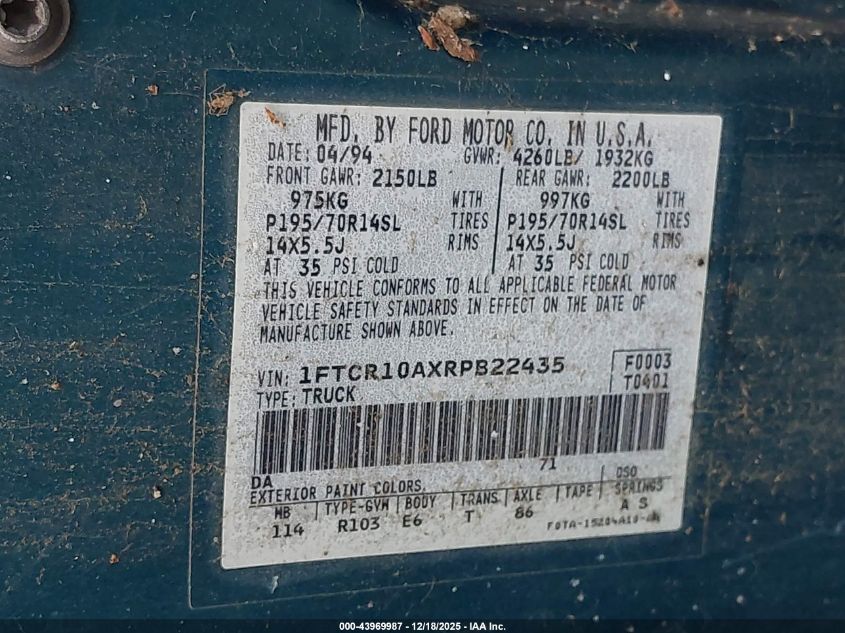 MFD. BY FORD MOTOR CO. IN U.S.A.
DATE: 04/94 GVWR: 4260LB/ 1932KG
FRONT GAWR: 2150LB REAR GAWR: 2200LB
975KG WITH 997KG WITH
P195/70R14SL TIRES P195/70R14SL TIRES
14X5.5J RIMS 14X5.5J RIMS
AT 35 PSI COLD AT 35 PSI COLD
THIS VEHICLE CONFORMS TO ALL APPLICABLE FEDERAL MOTOR
VEHICLE SAFETY STANDARDS IN EFFECT ON THE DATE OF
MANUFACTURE SHOWN ABOVE.
VIN: 1FTCR10AXRPB22435 F0003
TYPE: TRUCK T0401
71
DA DSO
EXTERIOR PAINT COLORS.
WB TYPE-GVW BODY TRANS AXLE TAPE SPRINGS
114 R103 E6 T 86 A S
000-43969987 - 12/18/2025 - IAA Inc.